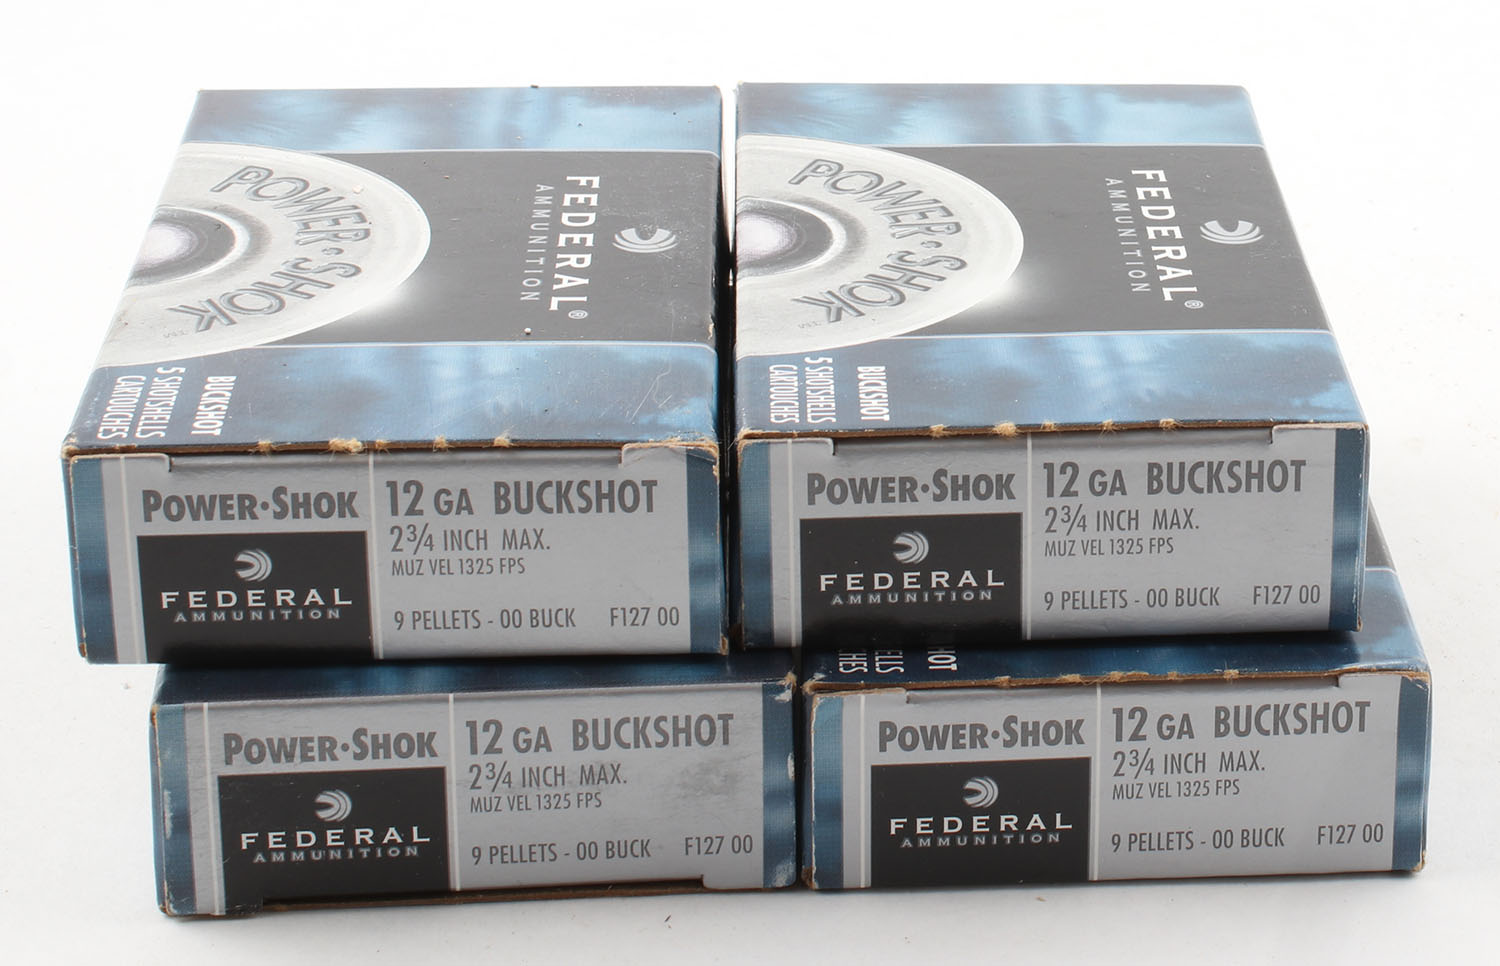 POWER·SHOK
TM
FEDERAL®
AMMUNITION
BUCKSHOT
5 SHOTSHELLS
CARTOUCHES
POWER·SHOK
FEDERAL
AMMUNITION
12 GA BUCKSHOT
2¾ INCH MAX.
MUZ VEL 1325 FPS
9 PELLETS - 00 BUCK F127 00
POWER·SHOK
TM
FEDERAL®
AMMUNITION
BUCKSHOT
5 SHOTSHELLS
CARTOUCHES
POWER·SHOK
FEDERAL
AMMUNITION
12 GA BUCKSHOT
2¾ INCH MAX.
MUZ VEL 1325 FPS
9 PELLETS - 00 BUCK F127 00
POWER·SHOK
FEDERAL
AMMUNITION
12 GA BUCKSHOT
2¾ INCH MAX.
MUZ VEL 1325 FPS
9 PELLETS - 00 BUCK F127 00
HOT
ELLS
HES
POWER·SHOK
FEDERAL
AMMUNITION
12 GA BUCKSHOT
2¾ INCH MAX.
MUZ VEL 1325 FPS
9 PELLETS - 00 BUCK F127 00